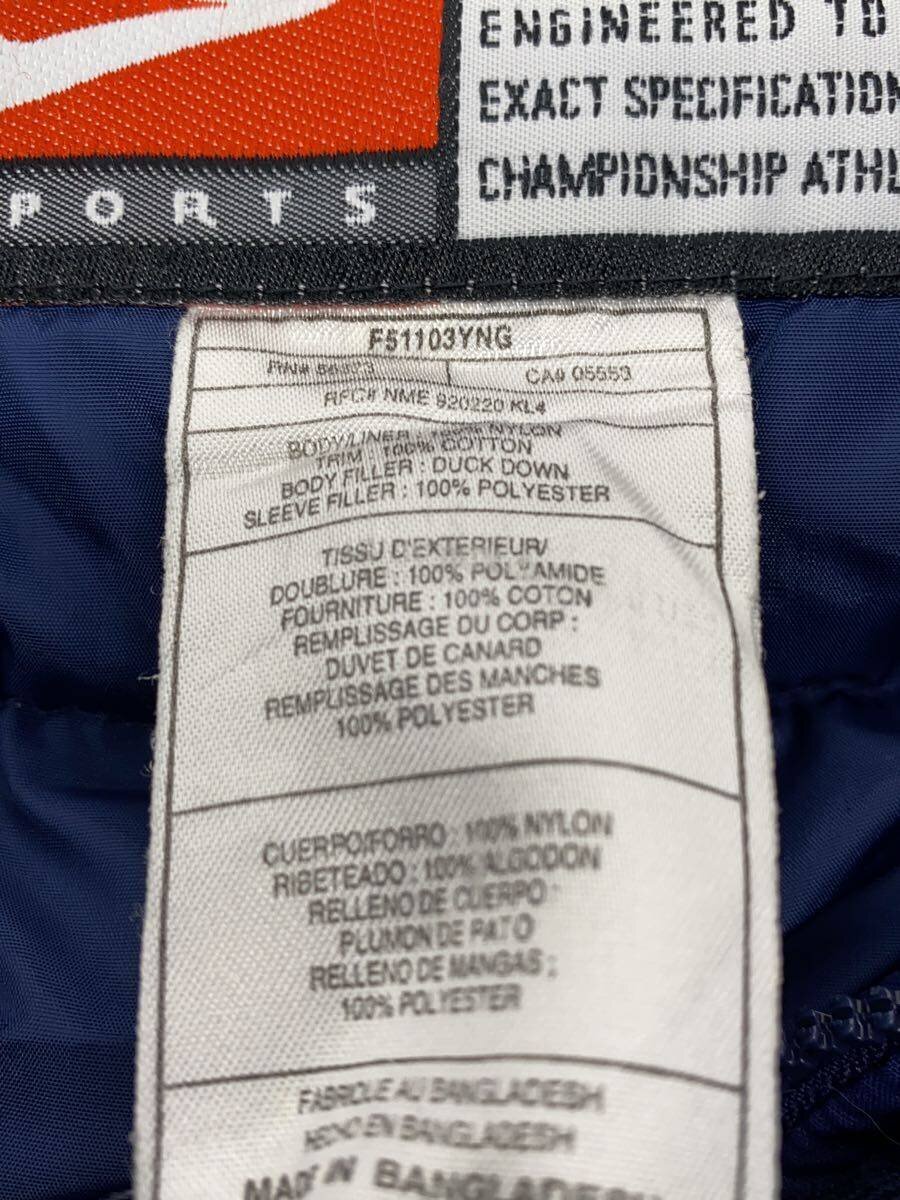 PORTS
ENGINEERED TO
EXACT SPECIFICATION
CHAMPIONSHIP ATHL
F51103YNG
CA# 05553
RFC# NME 920220 KL4
BODY/LINER NYLON
TRIM : 100% COTTON
BODY FILLER : DUCK DOWN
SLEEVE FILLER : 100% POLYESTER
TISSU D'EXTERIEUR/
DOUBLURE : 100% POLYAMIDE
FOURNITURE : 100% COTON
REMPLISSAGE DU CORP :
DUVET DE CANARD
REMPLISSAGE DES MANCHES
100% POLYESTER
CUERPO/FORRO : 100% NYLON
RIBETEADO : 100% ALGODON
RELLENO DE CUERPO :
PLUMON DE PATO
RELLENO DE MANGAS :
100% POLYESTER
FABRIQUE AU BANGLADESH
HECHO EN BANGLADESH
MADE IN BANGLADESH